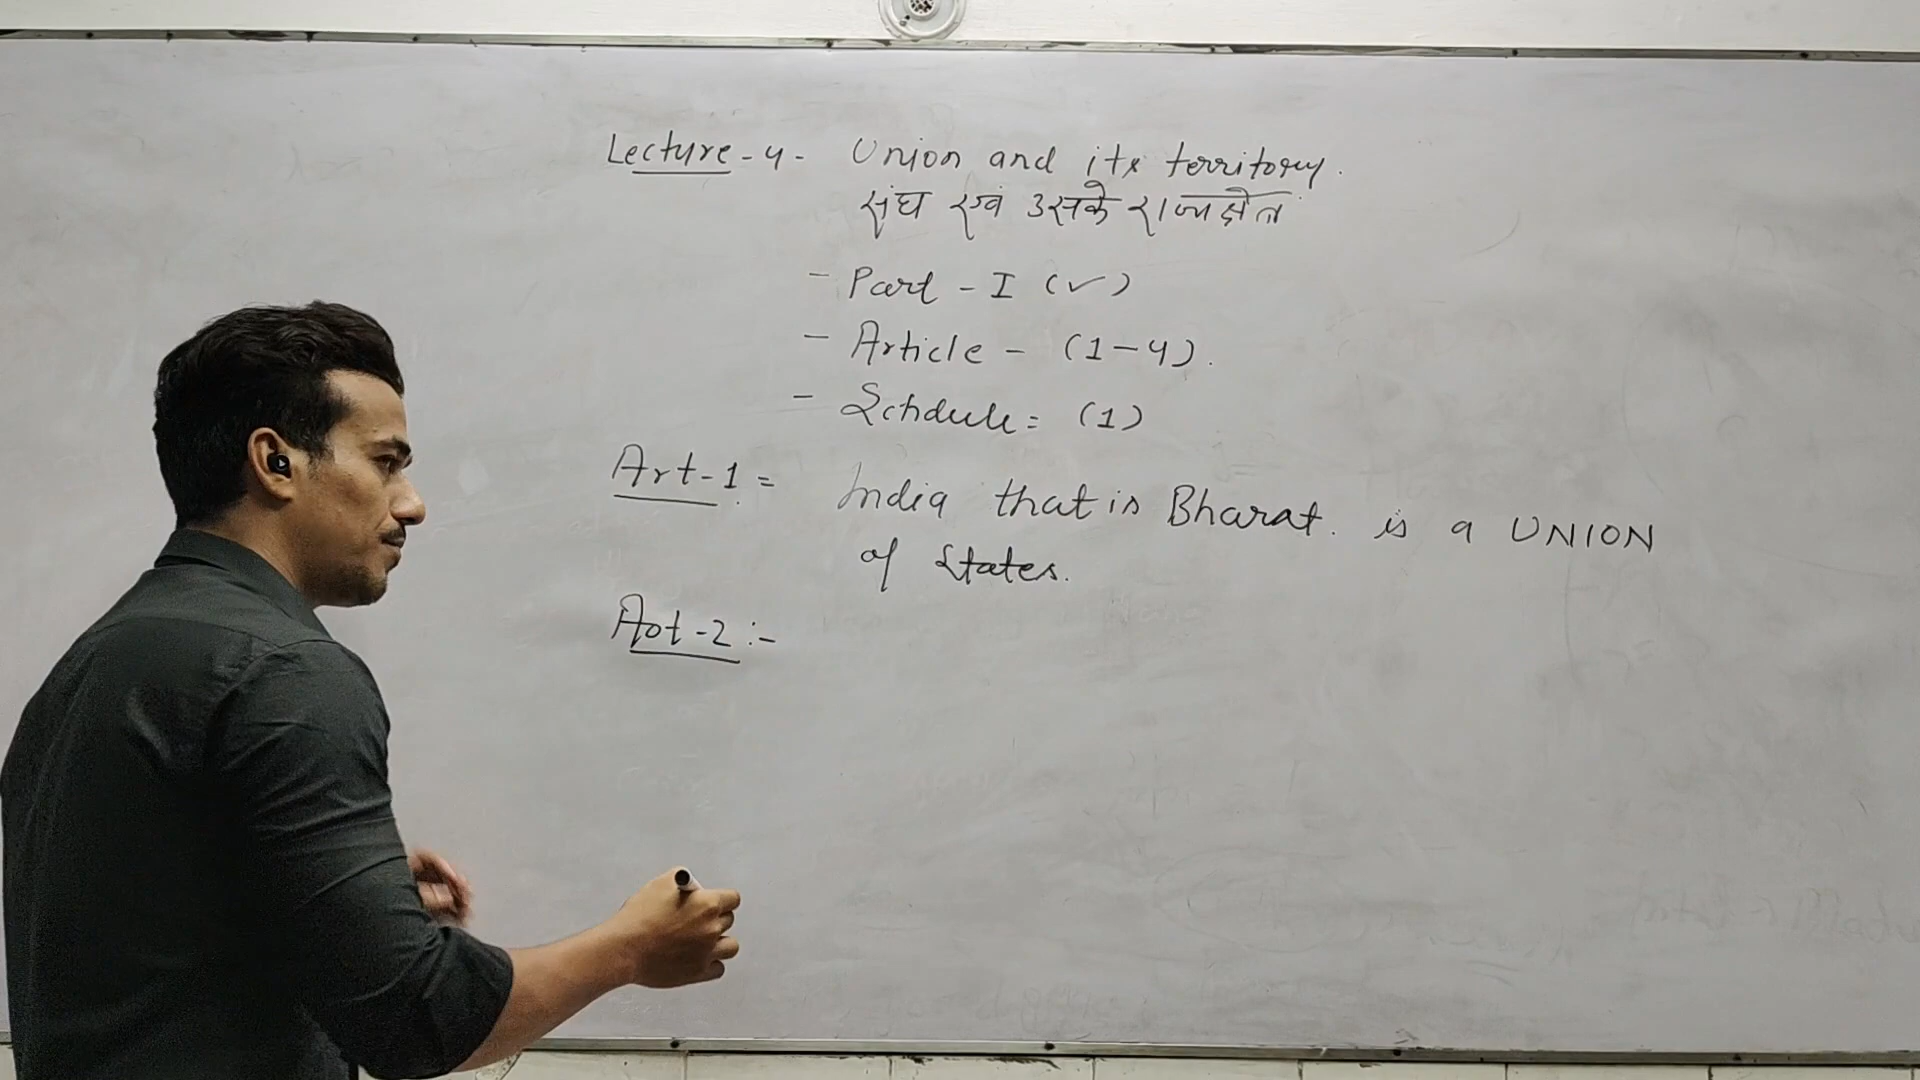 Lecture - 4 - Union and its territory.
संघ एवं उसके राज्यक्षेत्र
- Part - I (✓)
- Article - (1-4).
- Schdule = (1)
Art-1 = India that is Bharat. is a UNION
of States.
Art-2 :-